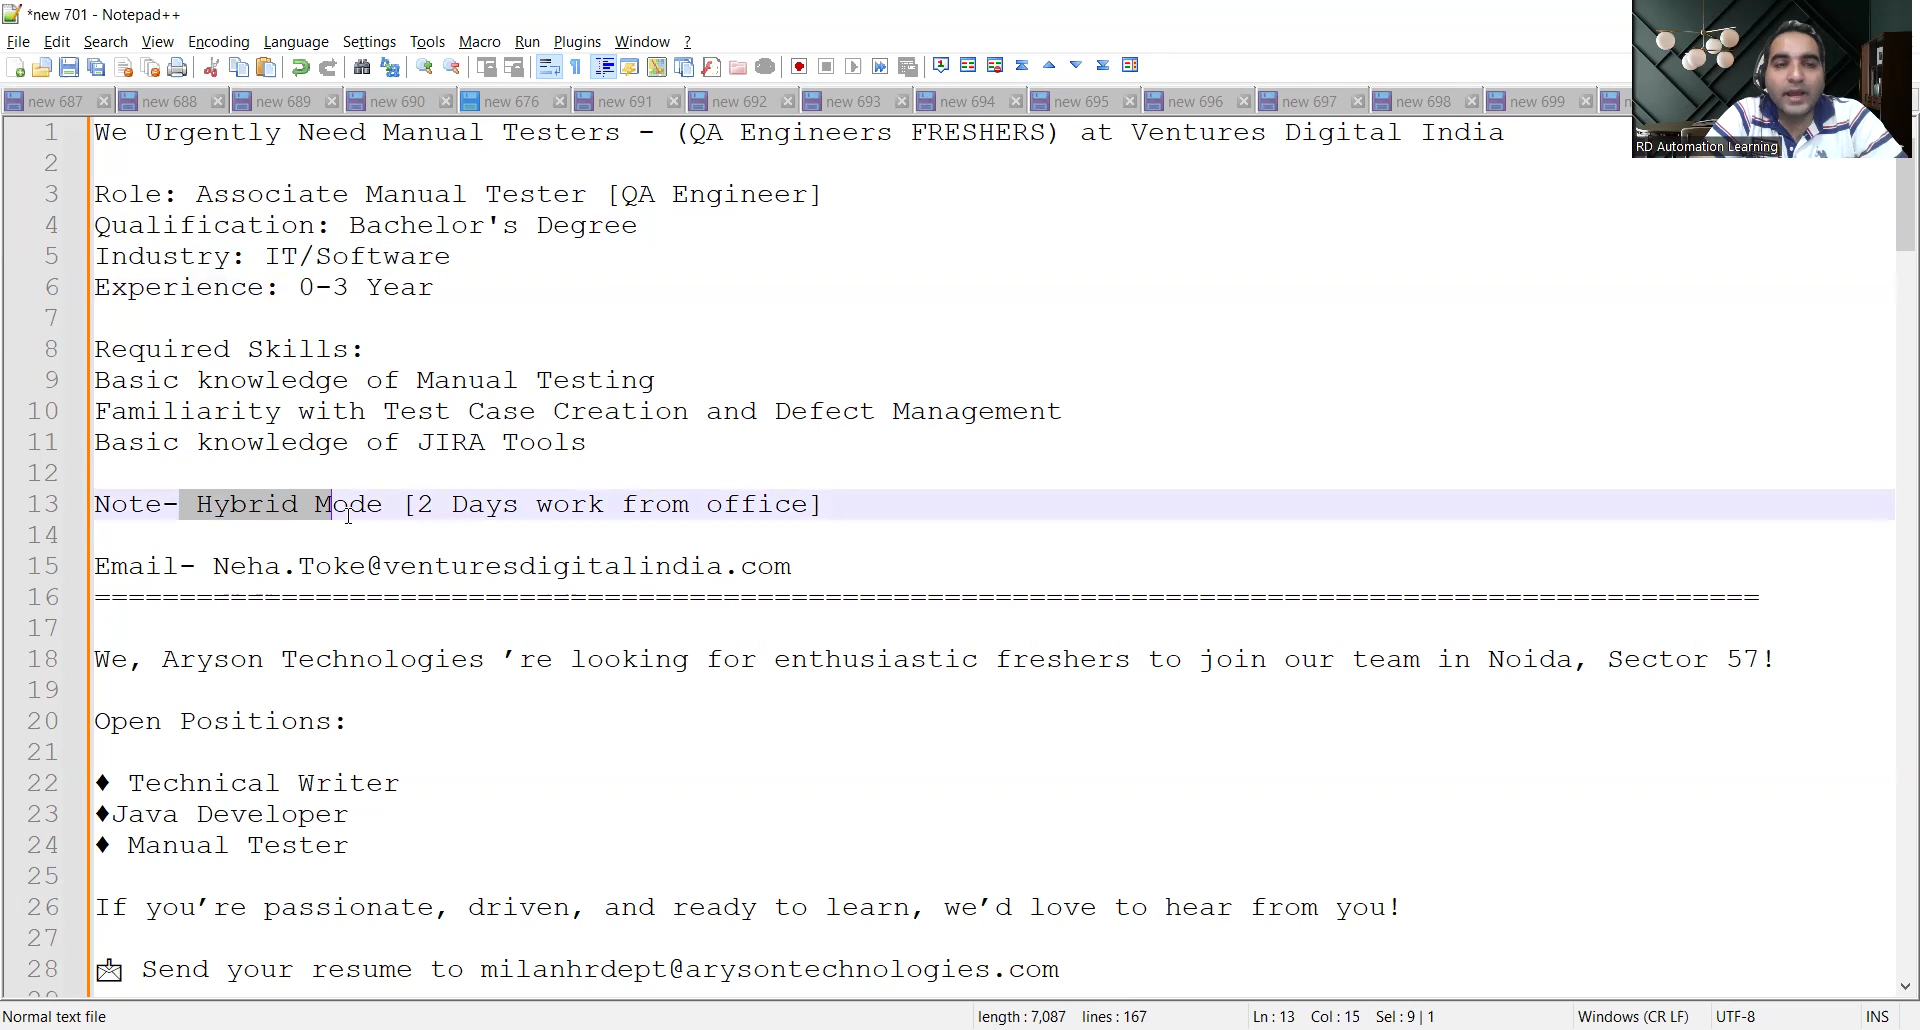 *new 701 - Notepad++
File Edit Search View Encoding Language Settings Tools Macro Run Plugins Window ?
new 687 new 688 new 689 new 690 new 676 new 691 new 692 new 693 new 694 new 695 new 696 new 697 new 698 new 699
RD Automation Learning
1 We Urgently Need Manual Testers - (QA Engineers FRESHERS) at Ventures Digital India
2
3 Role: Associate Manual Tester [QA Engineer]
4 Qualification: Bachelor's Degree
5 Industry: IT/Software
6 Experience: 0-3 Year
7
8 Required Skills:
9 Basic knowledge of Manual Testing
10 Familiarity with Test Case Creation and Defect Management
11 Basic knowledge of JIRA Tools
12
13 Note- Hybrid Mode [2 Days work from office]
14
15 Email- Neha.Toke@venturesdigitalindia.com
16 ==================================================================================================
17
18 We, Aryson Technologies ’re looking for enthusiastic freshers to join our team in Noida, Sector 57!
19
20 Open Positions:
21
22 ♦ Technical Writer
23 ♦Java Developer
24 ♦ Manual Tester
25
26 If you’re passionate, driven, and ready to learn, we’d love to hear from you!
27
28 📩 Send your resume to milanhrdept@arysontechnologies.com
Normal text file length : 7,087 lines : 167 Ln : 13 Col : 15 Sel : 9 | 1 Windows (CR LF) UTF-8 INS